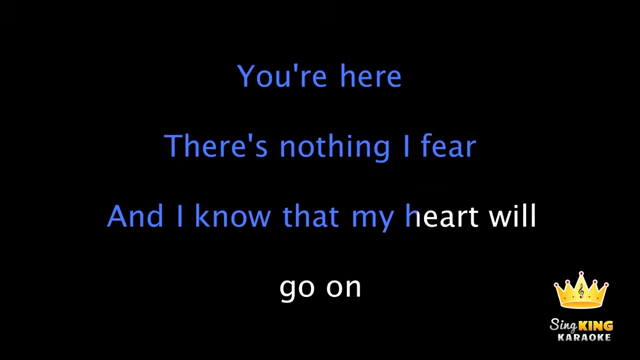 You're here
There's nothing I fear
And I know that my heart will
go on
Sing KING
KARAOKE